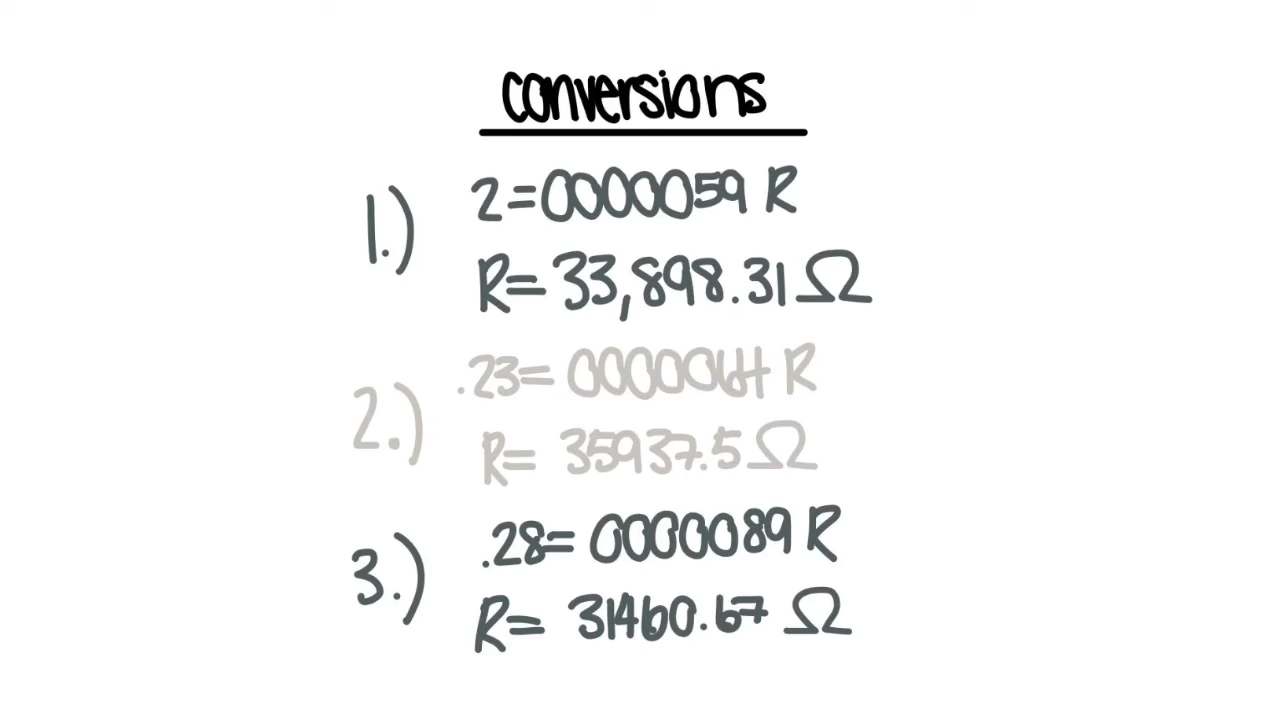 conversions
1.) 2=0000059 R
R= 33,898.31 Ω
2.) .23= 0000064 R
R= 35937.5 Ω
3.) .28= 0000089 R
R= 31460.67 Ω